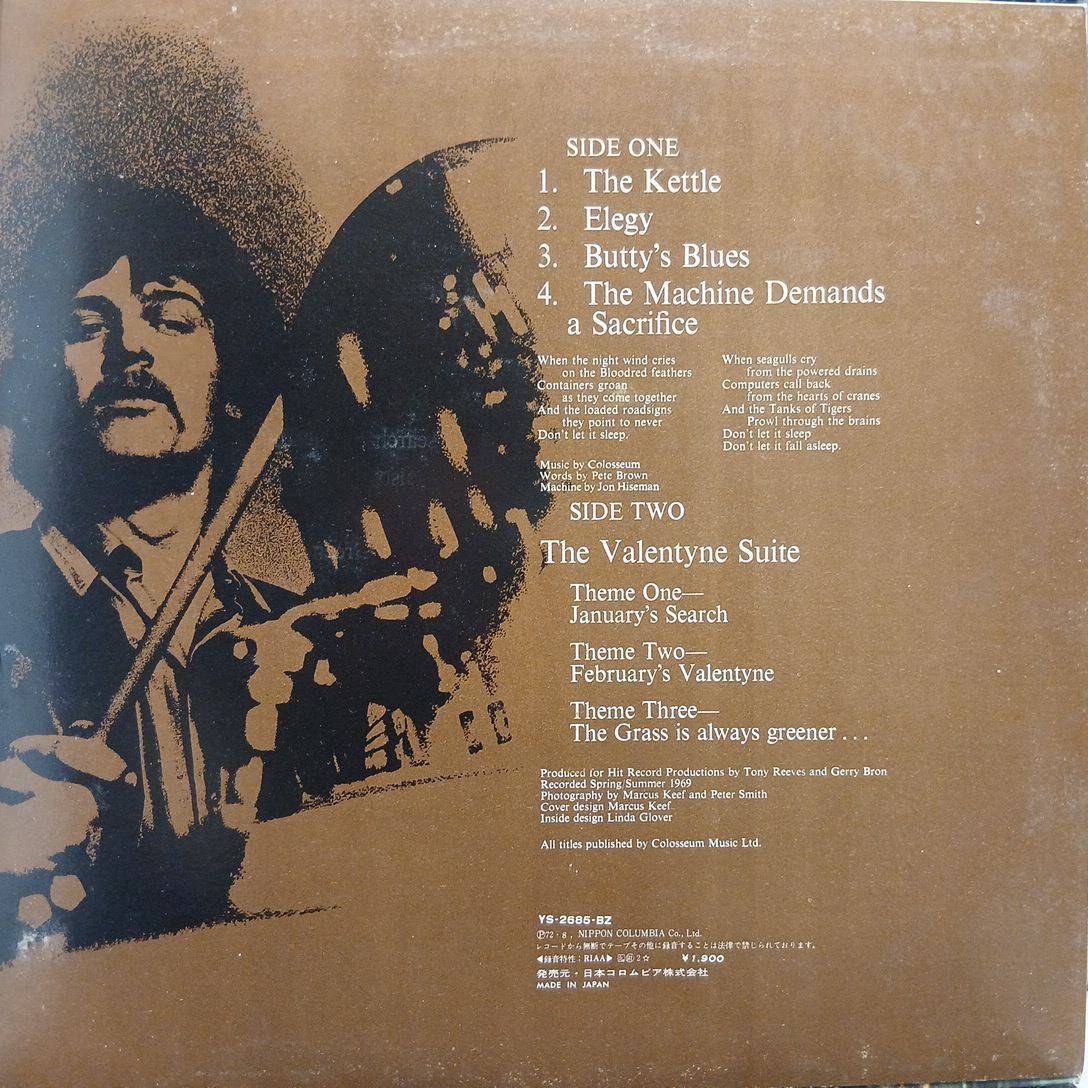 SIDE ONE
1. The Kettle
2. Elegy
3. Butty's Blues
4. The Machine Demands
a Sacrifice
When the night wind cries
on the Bloodred feathers
Containers groan
as they come together
And the loaded roadsigns
they point to never
Don't let it sleep.
When seagulls cry
from the powered drains
Computers call back
from the hearts of cranes
And the Tanks of Tigers
Prowl through the brains
Don't let it sleep
Don't let it fall asleep.
Music by Colosseum
Words by Pete Brown
Machine by Jon Hiseman
SIDE TWO
The Valentyne Suite
Theme One—
January's Search
Theme Two—
February's Valentyne
Theme Three—
The Grass is always greener . . .
Produced for Hit Record Productions by Tony Reeves and Gerry Bron
Recorded Spring/Summer 1969
Photography by Marcus Keef and Peter Smith
Cover design Marcus Keef
Inside design Linda Glover
All titles published by Colosseum Music Ltd.
YS-2685-BZ
Ⓟ72・8, NIPPON COLUMBIA Co., Ltd.
レコードから無断でテープその他に録音することは法律で禁じられております。
◀録音特性：RIAA▶ 2☆ ¥1,900
発売元・日本コロムビア株式会社
MADE IN JAPAN